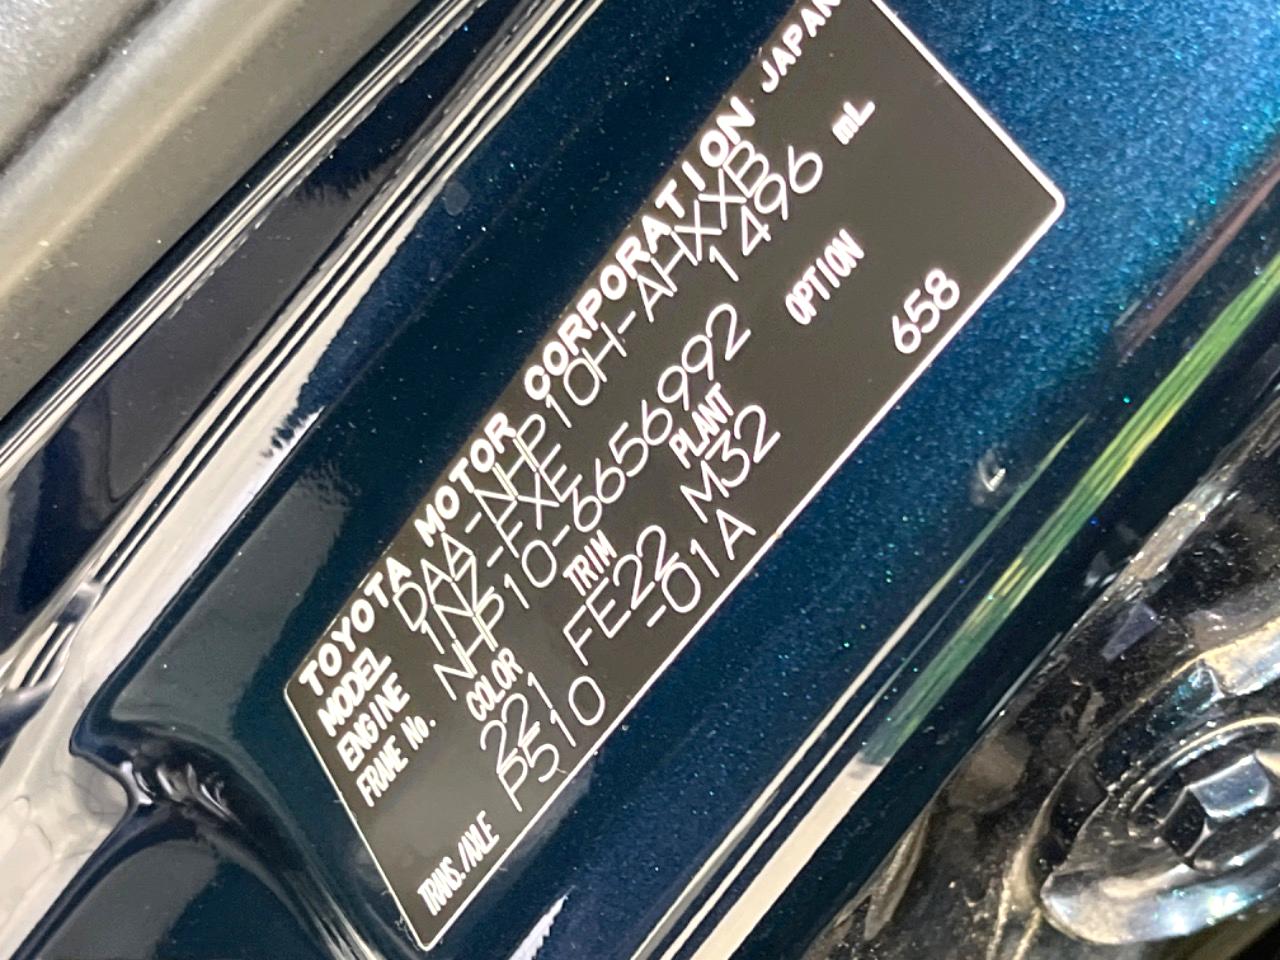 TOYOTA MOTOR CORPORATION JAPAN
MODEL DAA-NHP10H-AHXXB
ENGINE 1NZ-FXE 1496 mL
FRAME No. NHP10-6656992
COLOR TRIM PLANT OPTION
221 FE22 M32 658
TRANS./AXLE P510 -01A